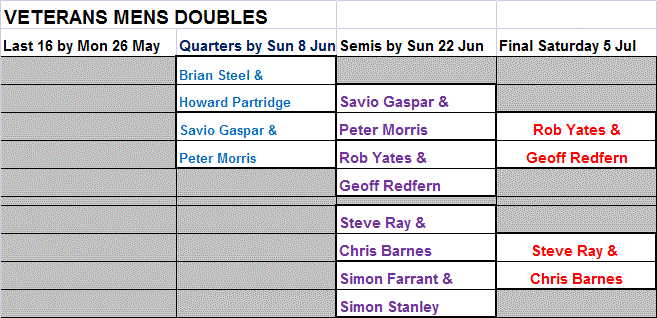 VETERANS MENS DOUBLES
Last 16 by Mon 26 May Quarters by Sun 8 Jun Semis by Sun 22 Jun Final Saturday 5 Jul
Brian Steel &
Howard Partridge Savio Gaspar &
Savio Gaspar & Peter Morris Rob Yates &
Peter Morris Rob Yates & Geoff Redfern
Geoff Redfern
Steve Ray &
Chris Barnes Steve Ray &
Simon Farrant & Chris Barnes
Simon Stanley